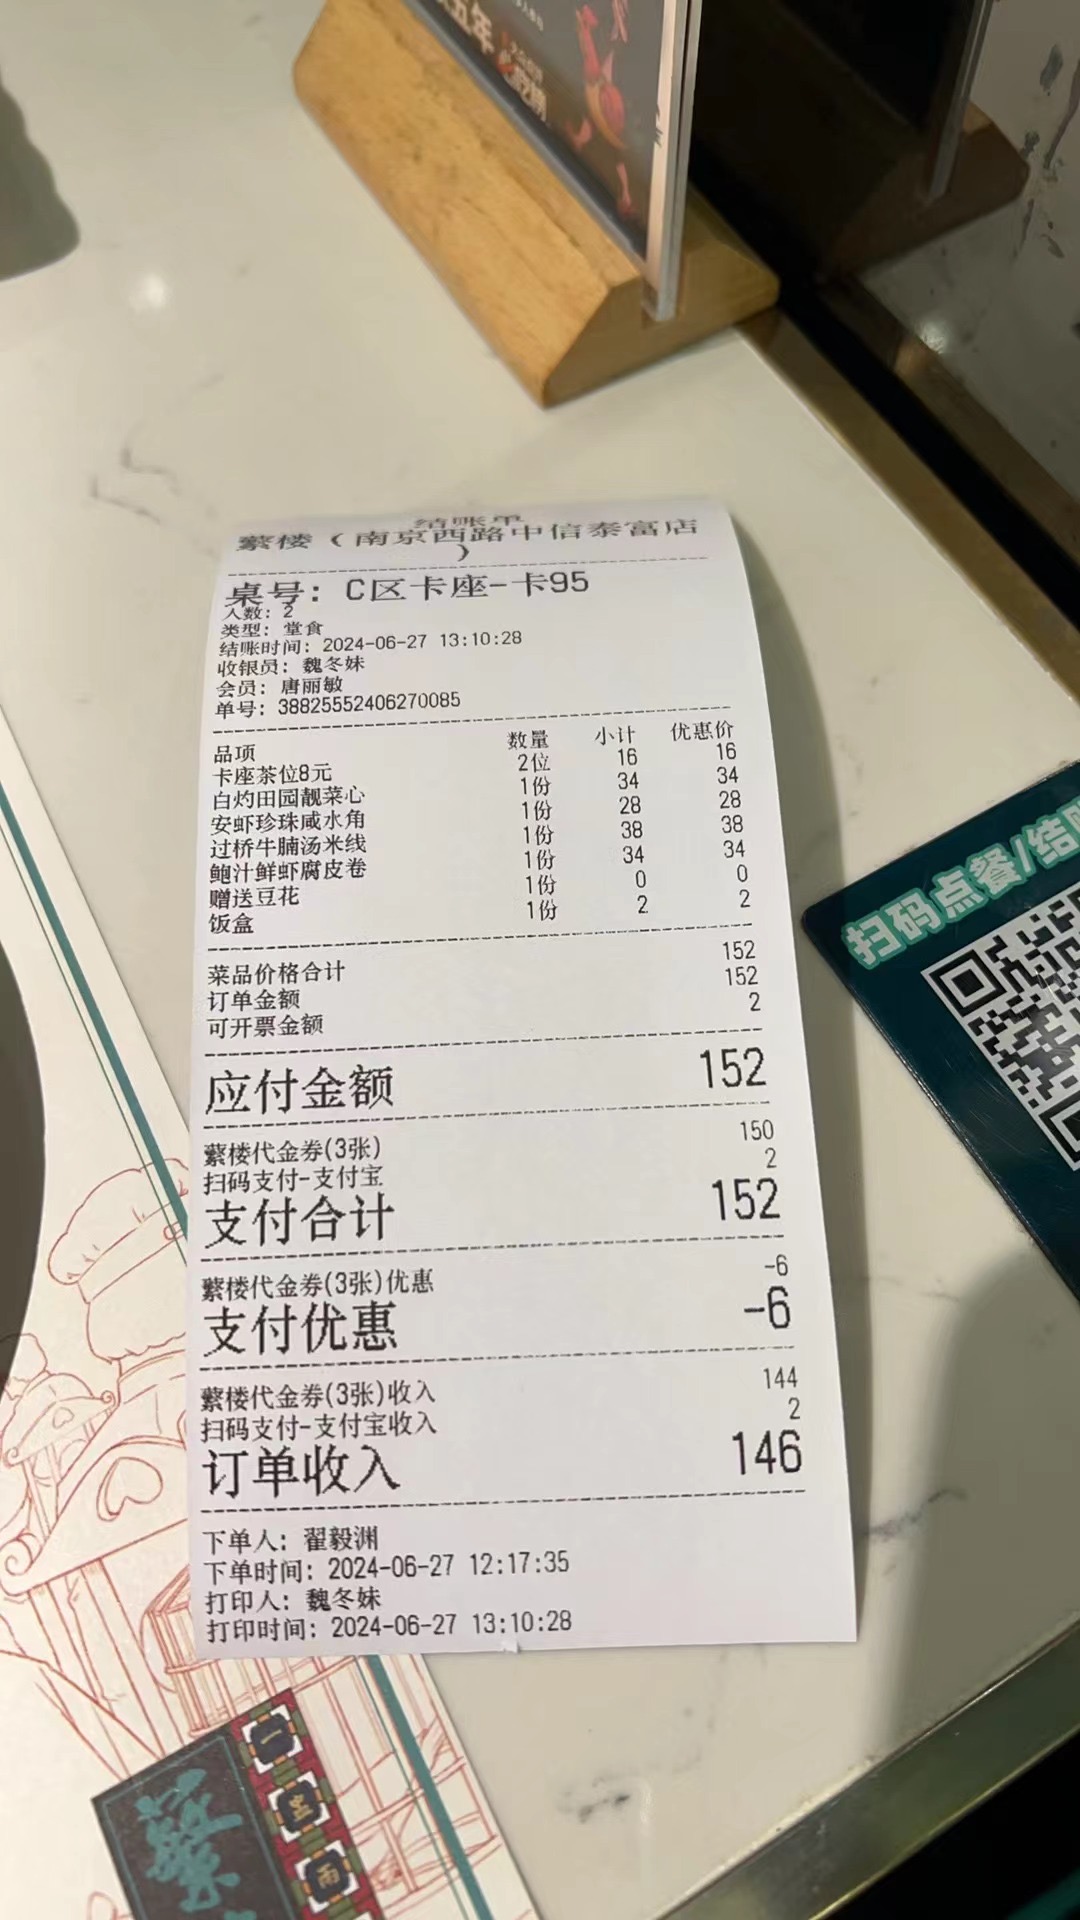 五年
结账单
蘩楼（南京西路中信泰富店
）
桌号：C区卡座-卡95
人数：2
类型：堂食
结账时间：2024-06-27 13:10:28
收银员：魏冬妹
会员：唐丽敏
单号：38825552406270085
品项 数量 小计 优惠价
卡座茶位8元 2位 16 16
白灼田园靓菜心 1份 34 34
安虾珍珠咸水角 1份 28 28
过桥牛腩汤米线 1份 38 38
鲍汁鲜虾腐皮卷 1份 34 34
赠送豆花 1份 0 0
饭盒 1份 2 2
菜品价格合计 152
订单金额 152
可开票金额 2
应付金额 152
蘩楼代金券(3张) 150
扫码支付-支付宝 2
支付合计 152
蘩楼代金券(3张)优惠 -6
支付优惠 -6
蘩楼代金券(3张)收入 144
扫码支付-支付宝收入 2
订单收入 146
下单人：翟毅渊
下单时间：2024-06-27 12:17:35
打印人：魏冬妹
打印时间：2024-06-27 13:10:28
扫码点餐/结
一
盅
两
蘩